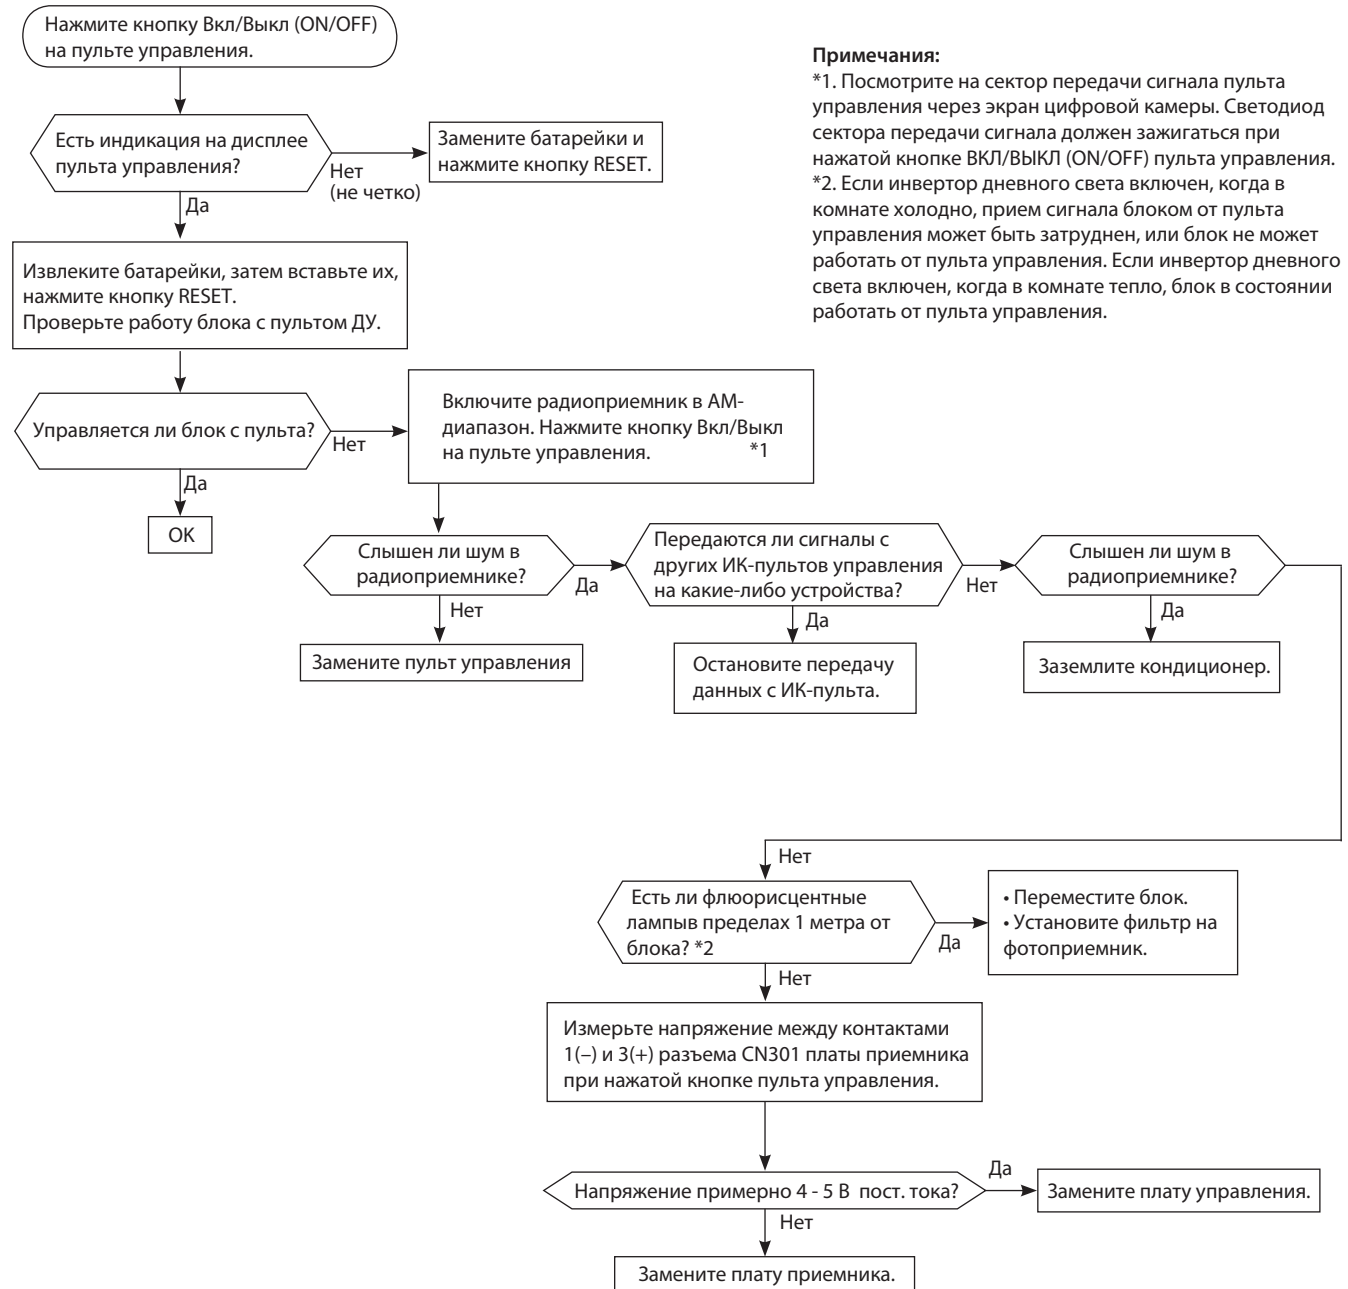 Нажмите кнопку Вкл/Выкл (ON/OFF)
на пульте управления.
Примечания:
*1. Посмотрите на сектор передачи сигнала пульта
управления через экран цифровой камеры. Светодиод
сектора передачи сигнала должен зажигаться при
нажатой кнопке ВКЛ/ВЫКЛ (ON/OFF) пульта управления.
*2. Если инвертор дневного света включен, когда в
комнате холодно, прием сигнала блоком от пульта
управления может быть затруднен, или блок не может
работать от пульта управления. Если инвертор дневного
света включен, когда в комнате тепло, блок в состоянии
работать от пульта управления.
Есть индикация на дисплее
пульта управления?
Нет
(не четко)
Замените батарейки и
нажмите кнопку RESET.
Да
Извлеките батарейки, затем вставьте их,
нажмите кнопку RESET.
Проверьте работу блока с пультом ДУ.
Управляется ли блок с пульта?
Нет
Да
OK
Включите радиоприемник в АМ-
диапазон. Нажмите кнопку Вкл/Выкл
на пульте управления. *1
Слышен ли шум в
радиоприемнике?
Да
Нет
Замените пульт управления
Передаются ли сигналы с
других ИК-пультов управления
на какие-либо устройства?
Нет
Да
Остановите передачу
данных с ИК-пульта.
Слышен ли шум в
радиоприемнике?
Да
Заземлите кондиционер.
Нет
Есть ли флюорисцентные
лампыв пределах 1 метра от
блока? *2
Да
• Переместите блок.
• Установите фильтр на
фотоприемник.
Нет
Измерьте напряжение между контактами
1(–) и 3(+) разъема CN301 платы приемника
при нажатой кнопке пульта управления.
Напряжение примерно 4 - 5 В пост. тока?
Да
Замените плату управления.
Нет
Замените плату приемника.